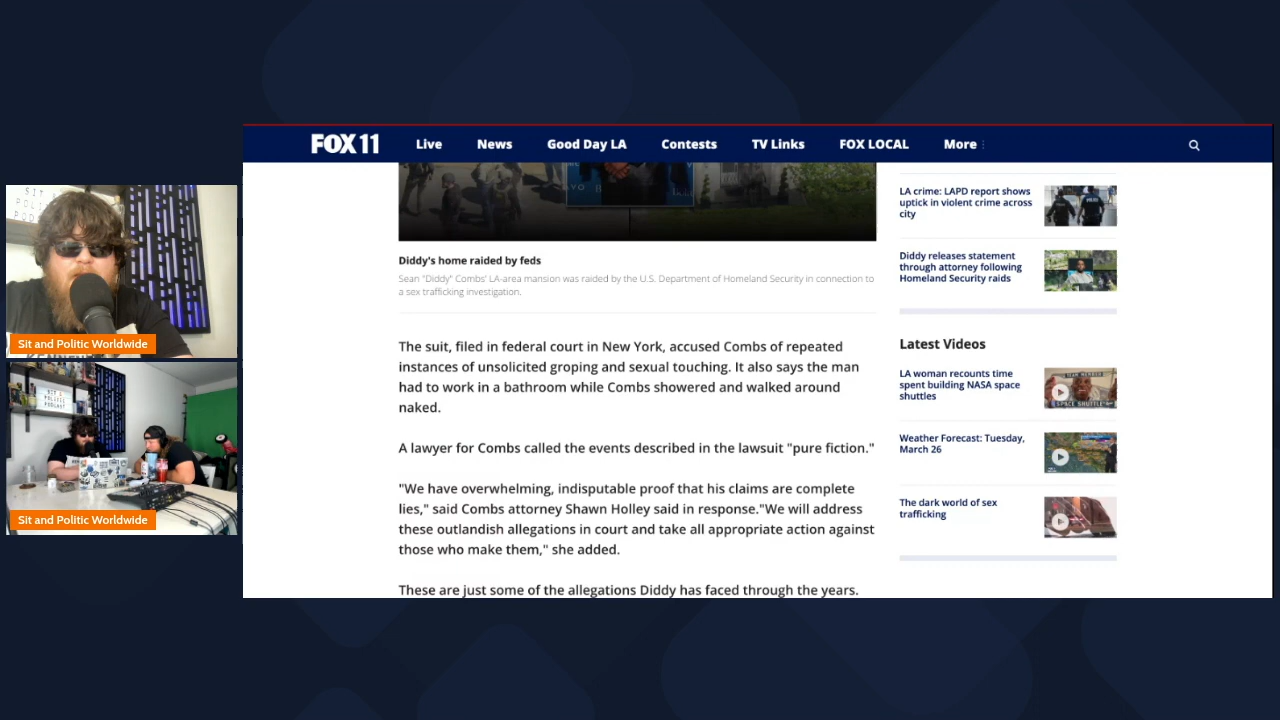 FOX 11
Live
News
Good Day LA
Contests
TV Links
FOX LOCAL
More
Diddy's home raided by feds
Sean "Diddy" Combs' LA-area mansion was raided by the U.S. Department of Homeland Security in connection to
a sex trafficking investigation.
The suit, filed in federal court in New York, accused Combs of repeated
instances of unsolicited groping and sexual touching. It also says the man
had to work in a bathroom while Combs showered and walked around
naked.
A lawyer for Combs called the events described in the lawsuit "pure fiction."
"We have overwhelming, indisputable proof that his claims are complete
lies," said Combs attorney Shawn Holley said in response."We will address
these outlandish allegations in court and take all appropriate action against
those who make them," she added.
These are just some of the allegations Diddy has faced through the years.
LA crime: LAPD report shows
uptick in violent crime across
city
Diddy releases statement
through attorney following
Homeland Security raids
Latest Videos
LA woman recounts time
spent building NASA space
shuttles
SPACE SHUTTLE
Weather Forecast: Tuesday,
March 26
The dark world of sex
trafficking
Sit and Politic Worldwide
SIT &
POLITIC
PODCAST
Sit and Politic Worldwide